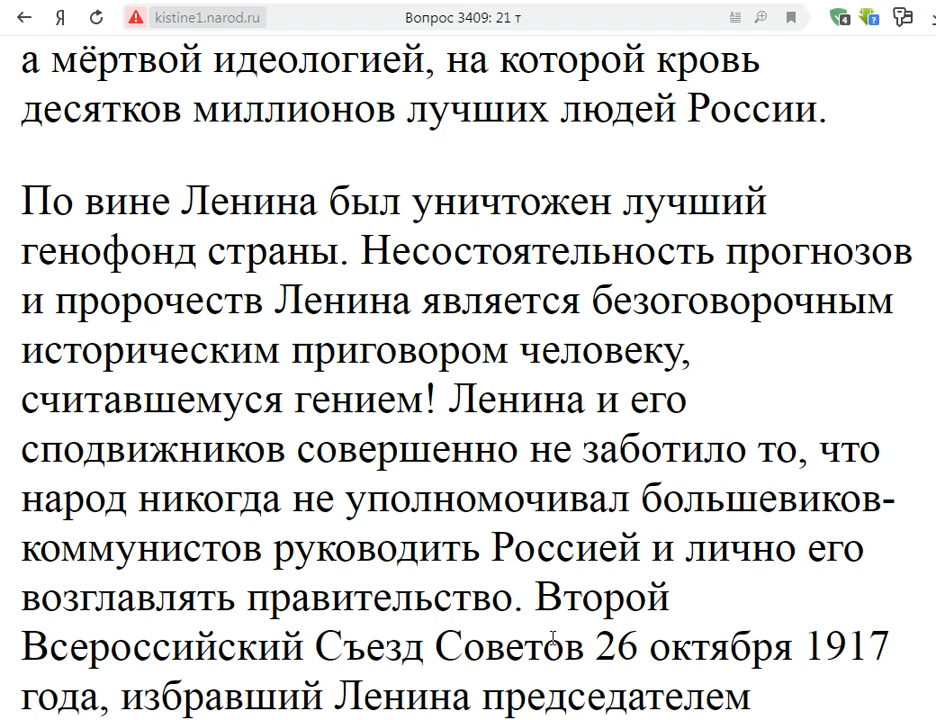 Я
kistine1.narod.ru
Вопрос 3409: 21 т
4
?
а мёртвой идеологией, на которой кровь
десятков миллионов лучших людей России.
По вине Ленина был уничтожен лучший
генофонд страны. Несостоятельность прогнозов
и пророчеств Ленина является безоговорочным
историческим приговором человеку,
считавшемуся гением! Ленина и его
сподвижников совершенно не заботило то, что
народ никогда не уполномочивал большевиков-
коммунистов руководить Россией и лично его
возглавлять правительство. Второй
Всероссийский Съезд Советов 26 октября 1917
года, избравший Ленина председателем